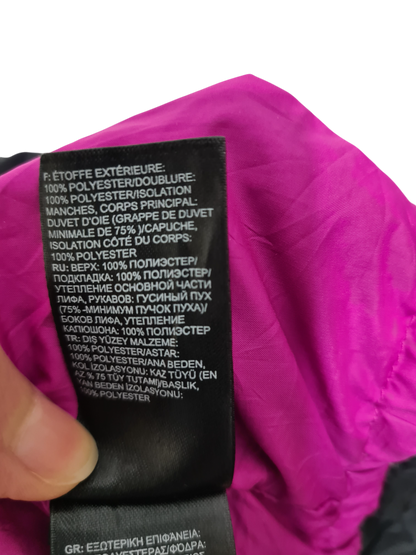 F: ÉTOFFE EXTÉRIEURE:
100% POLYESTER/DOUBLURE:
100% POLYESTER/ISOLATION
MANCHES, CORPS PRINCIPAL:
DUVET D'OIE (GRAPPE DE DUVET
MINIMALE DE 75% )/CAPUCHE,
ISOLATION CÔTÉ DU CORPS:
100% POLYESTER
RU: ВЕРХ: 100% ПОЛИЭСТЕР/
ПОДКЛАДКА: 100% ПОЛИЭСТЕР/
УТЕПЛЕНИЕ ОСНОВНОЙ ЧАСТИ
ЛИФА, РУКАВОВ: ГУСИНЫЙ ПУХ
(75% -МИНИМУМ ПУЧОК ПУХА)/
БОКОВ ЛИФА, УТЕПЛЕНИЕ
КАПЮШОНА: 100% ПОЛИЭСТЕР
TR: DIŞ YÜZEY MALZEME:
100% POLYESTER/ASTAR:
100% POLYESTER/ANA BEDEN,
KOL İZOLASYONU: KAZ TÜYÜ (EN
AZ % 75 TÜY TUTAMI)/BAŞLIK,
YAN BEDEN İZOLASYONU:
100% POLYESTER
GR: ΕΞΩΤΕΡΙΚΗ ΕΠΙΦΑΝΕΙΑ: